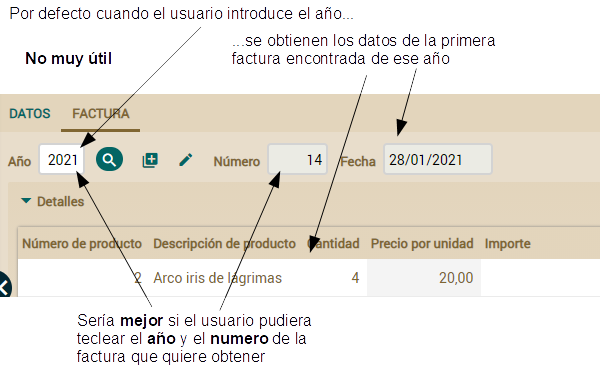 Por defecto cuando el usuario introduce el año...
...se obtienen los datos de la primera
No muy útil
factura encontrada de ese año
DATOS FACTURA
Año 2021 Número 14 Fecha 28/01/2021
Detalles
Número de producto Descripción de producto Cantidad Precio por unidad Importe
2 Arco iris de lágrimas 4 20,00
Sería mejor si el usuario pudiera
teclear el año y el numero de la
factura que quiere obtener